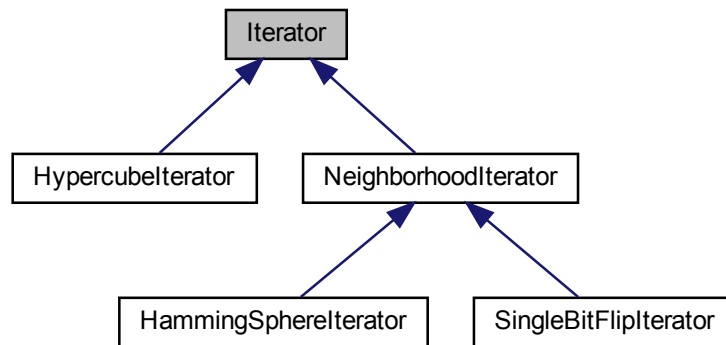 Iterator
HypercubeIterator
NeighborhoodIterator
HammingSphereIterator
SingleBitFlipIterator